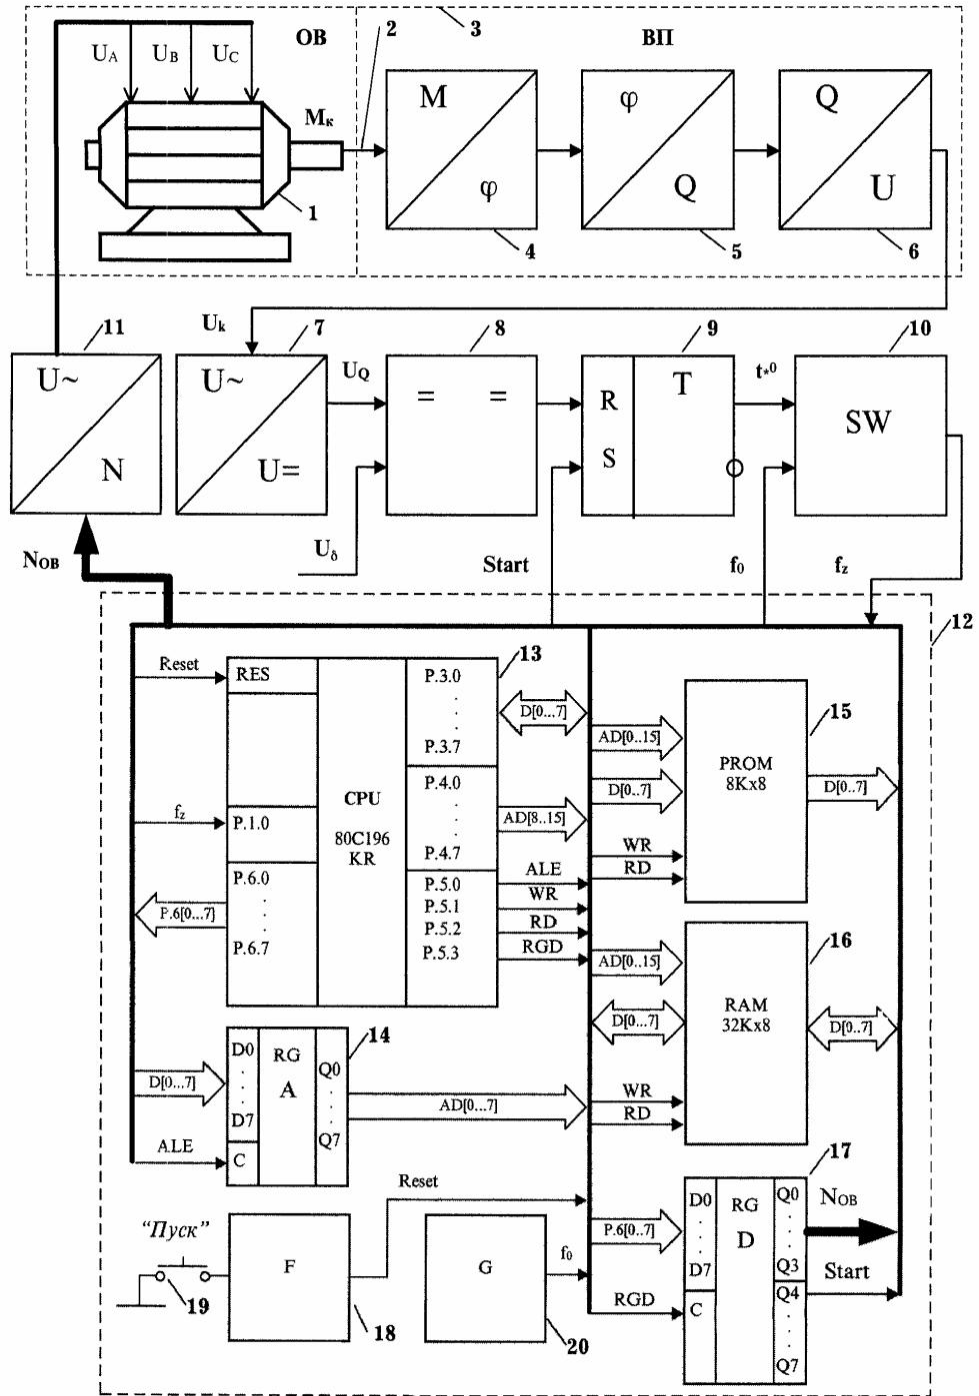 2
3
ОВ
ВП
U_A
U_B
U_C
M_к
1
M
φ
4
φ
Q
5
Q
U
6
11
U_k
7
8
9
10
U~
N
U~
U=
U_Q
= =
R
S
T
t*⁰
SW
N_OB
U_δ
Start
f_0
f_z
12
Reset
RES
P.3.0
.
.
.
P.3.7
13
D[0...7]
AD[0..15]
PROM
8Kx8
15
D[0..7]
D[0..7]
f_z
P.1.0
CPU
80C196
KR
P.4.0
.
.
.
.
P.4.7
AD[8..15]
WR
RD
P.6[0...7]
P.6.0
.
.
.
P.6.7
P.5.0
P.5.1
P.5.2
P.5.3
ALE
WR
RD
RGD
AD[0..15]
RAM
32Kx8
16
D[0...7]
D[0..7]
WR
RD
D[0...7]
D0
.
.
.
D7
C
RG
A
Q0
.
.
.
Q7
14
AD[0...7]
ALE
Reset
“Пуск”
19
F
18
G
20
f_0
P.6[0..7]
RGD
D0
.
.
.
D7
C
RG
D
Q0
.
.
.
Q3
Q4
.
.
.
Q7
17
N_OB
Start